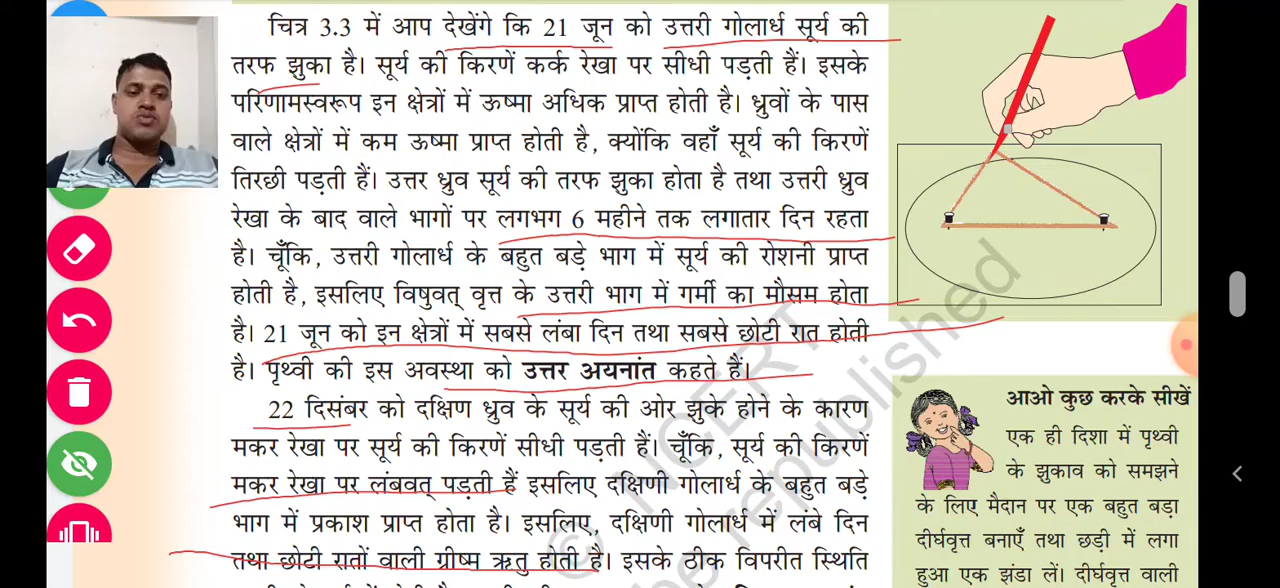 चित्र 3.3 में आप देखेंगे कि 21 जून को उत्तरी गोलार्ध सूर्य की
तरफ झुका है। सूर्य की किरणें कर्क रेखा पर सीधी पड़ती हैं। इसके
परिणामस्वरूप इन क्षेत्रों में ऊष्मा अधिक प्राप्त होती है। ध्रुवों के पास
वाले क्षेत्रों में कम ऊष्मा प्राप्त होती है, क्योंकि वहाँ सूर्य की किरणें
तिरछी पड़ती हैं। उत्तर ध्रुव सूर्य की तरफ झुका होता है तथा उत्तरी ध्रुव
रेखा के बाद वाले भागों पर लगभग 6 महीने तक लगातार दिन रहता
है। चूँकि, उत्तरी गोलार्ध के बहुत बड़े भाग में सूर्य की रोशनी प्राप्त
होती है, इसलिए विषुवत् वृत्त के उत्तरी भाग में गर्मी का मौसम होता
है। 21 जून को इन क्षेत्रों में सबसे लंबा दिन तथा सबसे छोटी रात होती
है। पृथ्वी की इस अवस्था को उत्तर अयनांत कहते हैं।
22 दिसंबर को दक्षिण ध्रुव के सूर्य की ओर झुके होने के कारण
मकर रेखा पर सूर्य की किरणें सीधी पड़ती हैं। चूँकि, सूर्य की किरणें
मकर रेखा पर लंबवत् पड़ती हैं इसलिए दक्षिणी गोलार्ध के बहुत बड़े
भाग में प्रकाश प्राप्त होता है। इसलिए, दक्षिणी गोलार्ध में लंबे दिन
तथा छोटी रातों वाली ग्रीष्म ऋतु होती है। इसके ठीक विपरीत स्थिति
आओ कुछ करके सीखें
एक ही दिशा में पृथ्वी
के झुकाव को समझने
के लिए मैदान पर एक बहुत बड़ा
दीर्घवृत्त बनाएँ तथा छड़ी में लगा
हुआ एक झंडा लें। दीर्घवृत्त वाली
© NCERT
be republished